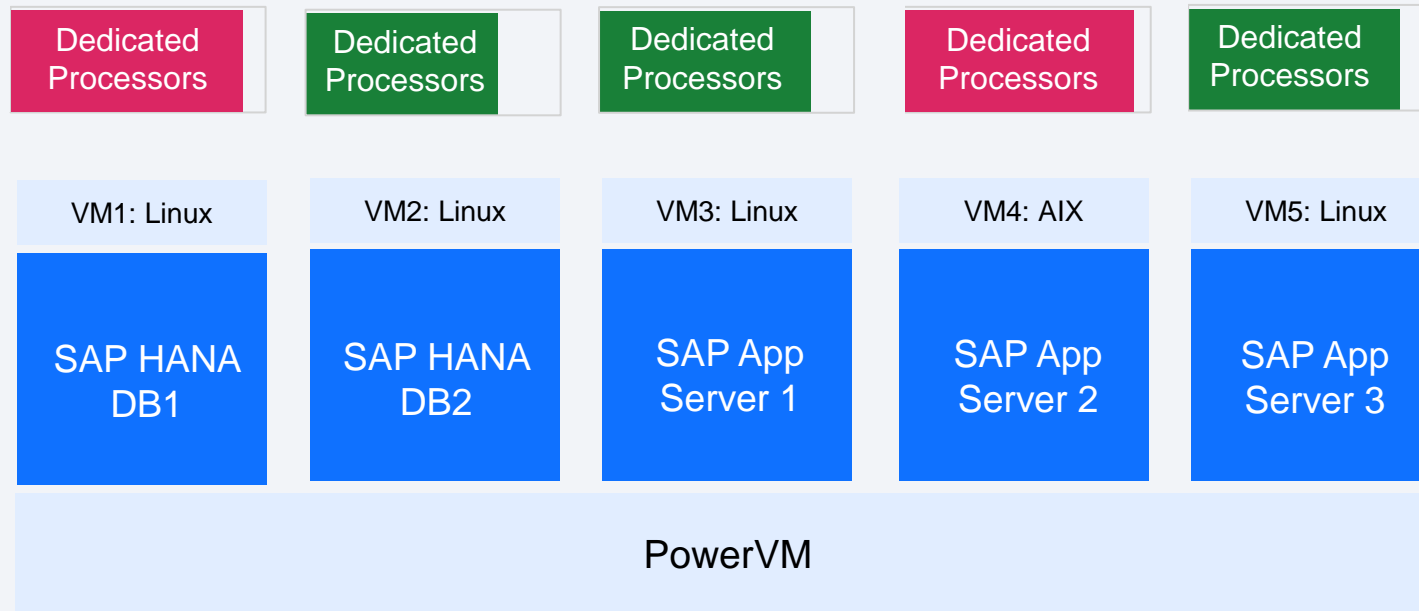 Dedicated
Processors
Dedicated
Processors
Dedicated
Processors
Dedicated
Processors
Dedicated
Processors
VM1: Linux
VM2: Linux
VM3: Linux
VM4: AIX
VM5: Linux
SAP HANA
DB1
SAP HANA
DB2
SAP App
Server 1
SAP App
Server 2
SAP App
Server 3
PowerVM